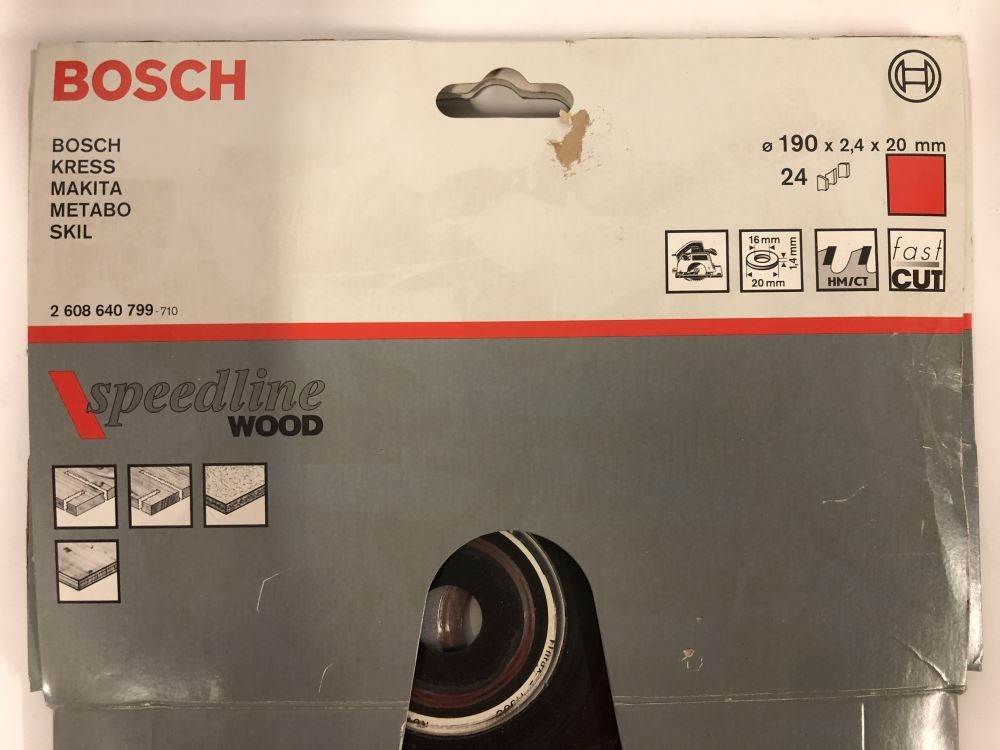 BOSCH
BOSCH
KRESS
MAKITA
METABO
SKIL
2 608 640 799-710
ø 190 x 2,4 x 20 mm
24
16 mm
1,4 mm
20 mm
HM/CT
fast
CUT
speedline
WOOD